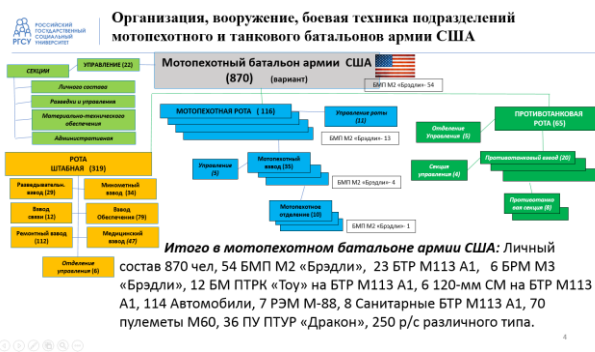 РОССИЙСКИЙ
ГОСУДАРСТВЕННЫЙ
СОЦИАЛЬНЫЙ
УНИВЕРСИТЕТ
РГСУ
Организация, вооружение, боевая техника подразделений
мотопехотного и танкового батальонов армии США
УПРАВЛЕНИЕ (22)
Мотопехотный батальон армии США
(870) (вариант)
БМП М2 «Брэдли»- 54
СЕКЦИИ
Личного состава
Разведки и управления
Материально-технического
обеспечения
Административная
МОТОПЕХОТНАЯ РОТА ( 116)
Управление роты
(11)
БМП М2 «Брэдли»- 13
ПРОТИВОТАНКОВАЯ
РОТА (65)
Отделение
Управления (5)
РОТА
ШТАБНАЯ (319)
Управление
(5)
Мотопехотный
взвод (35)
БМП М2 «Брэдли»- 4
Секция
управления (4)
Противотанковый взвод (20)
Разведывательн.
взвод (29)
Минометный
взвод (34)
Взвод
связи (12)
Взвод
Обеспечения (79)
Мотопехотное
отделение (10)
БМП М2 «Брэдли»- 1
Противотанко
вая секция (8)
Ремонтный взвод
(112)
Медицинский
взвод (47)
Отделение
управления (6)
Итого в мотопехотном батальоне армии США: Личный
состав 870 чел, 54 БМП М2 «Брэдли», 23 БТР М113 А1, 6 БРМ М3
«Брэдли», 12 БМ ПТРК «Тоу» на БТР М113 А1, 6 120-мм СМ на БТР М113
А1, 114 Автомобили, 7 РЭМ М-88, 8 Санитарные БТР М113 А1, 70
пулеметы М60, 36 ПУ ПТУР «Дракон», 250 р/с различного типа.
4